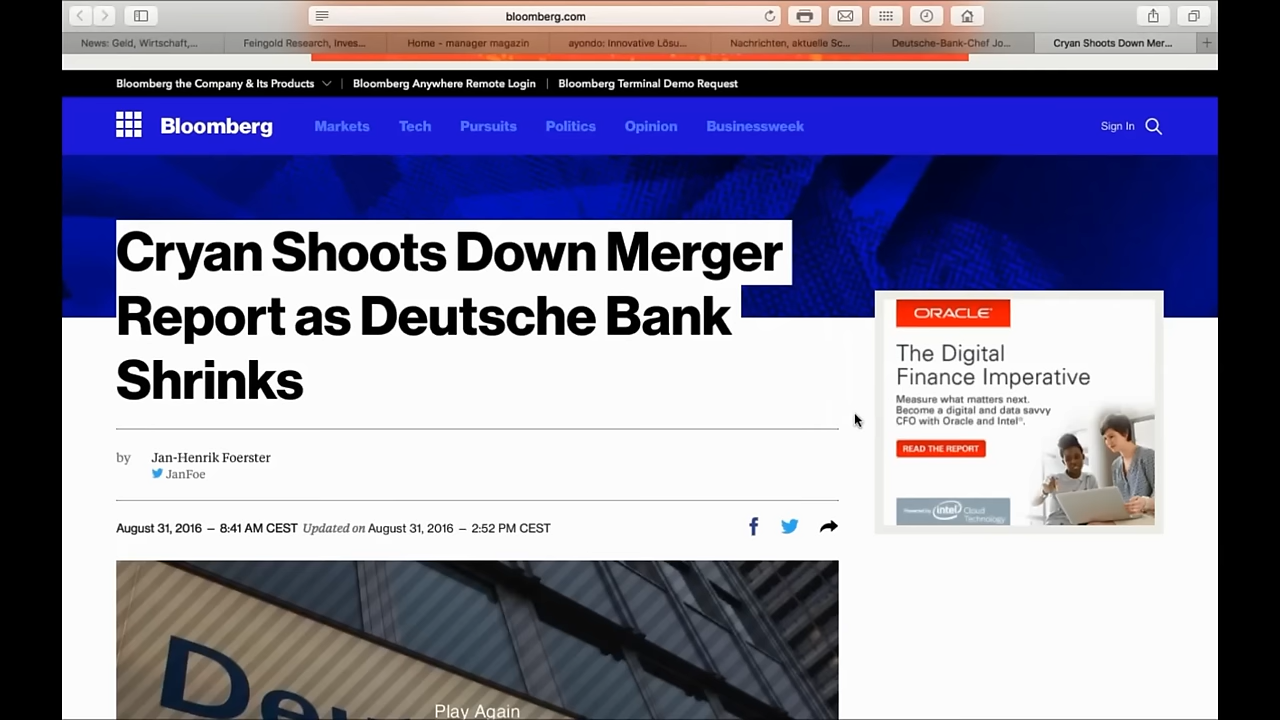 bloomberg.com
News: Geld, Wirtschaft,...
Feingold Research, Inves...
Home - manager magazin
ayondo: Innovative Lösu...
Nachrichten, aktuelle Sc...
Deutsche-Bank-Chef Jo...
Cryan Shoots Down Mer...
Bloomberg the Company & Its Products
Bloomberg Anywhere Remote Login
Bloomberg Terminal Demo Request
Bloomberg
Markets
Tech
Pursuits
Politics
Opinion
Businessweek
Sign In
Cryan Shoots Down Merger
Report as Deutsche Bank
Shrinks
by Jan-Henrik Foerster
JanFoe
August 31, 2016 — 8:41 AM CEST Updated on August 31, 2016 — 2:52 PM CEST
ORACLE
The Digital
Finance Imperative
Measure what matters next.
Become a digital and data savvy
CFO with Oracle and Intel®.
READ THE REPORT
Powered by intel Cloud
Technology
Deu
Play Again